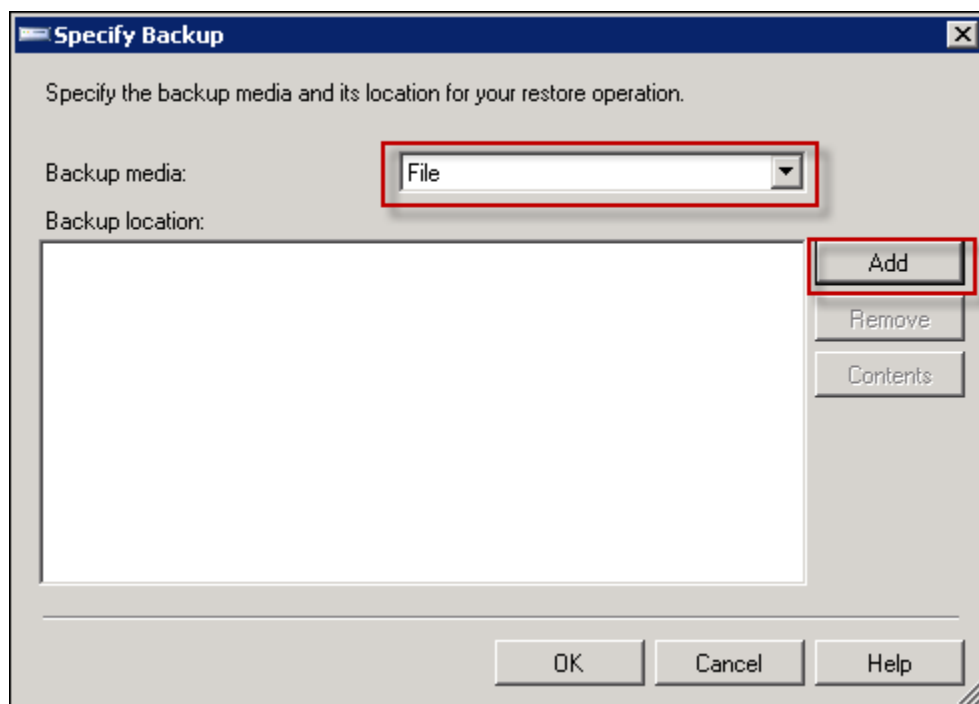 Specify Backup
Specify the backup media and its location for your restore operation.
Backup media:
File
Backup location:
Add
Remove
Contents
OK
Cancel
Help